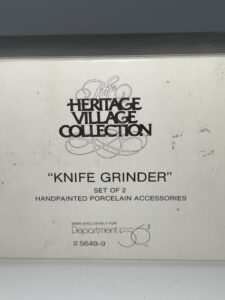 The
HERITAGE
VILLAGE
COLLECTION
"KNIFE GRINDER"
SET OF 2
HANDPAINTED PORCELAIN ACCESSORIES
MADE EXCLUSIVELY FOR
Department 56
# 5649-9